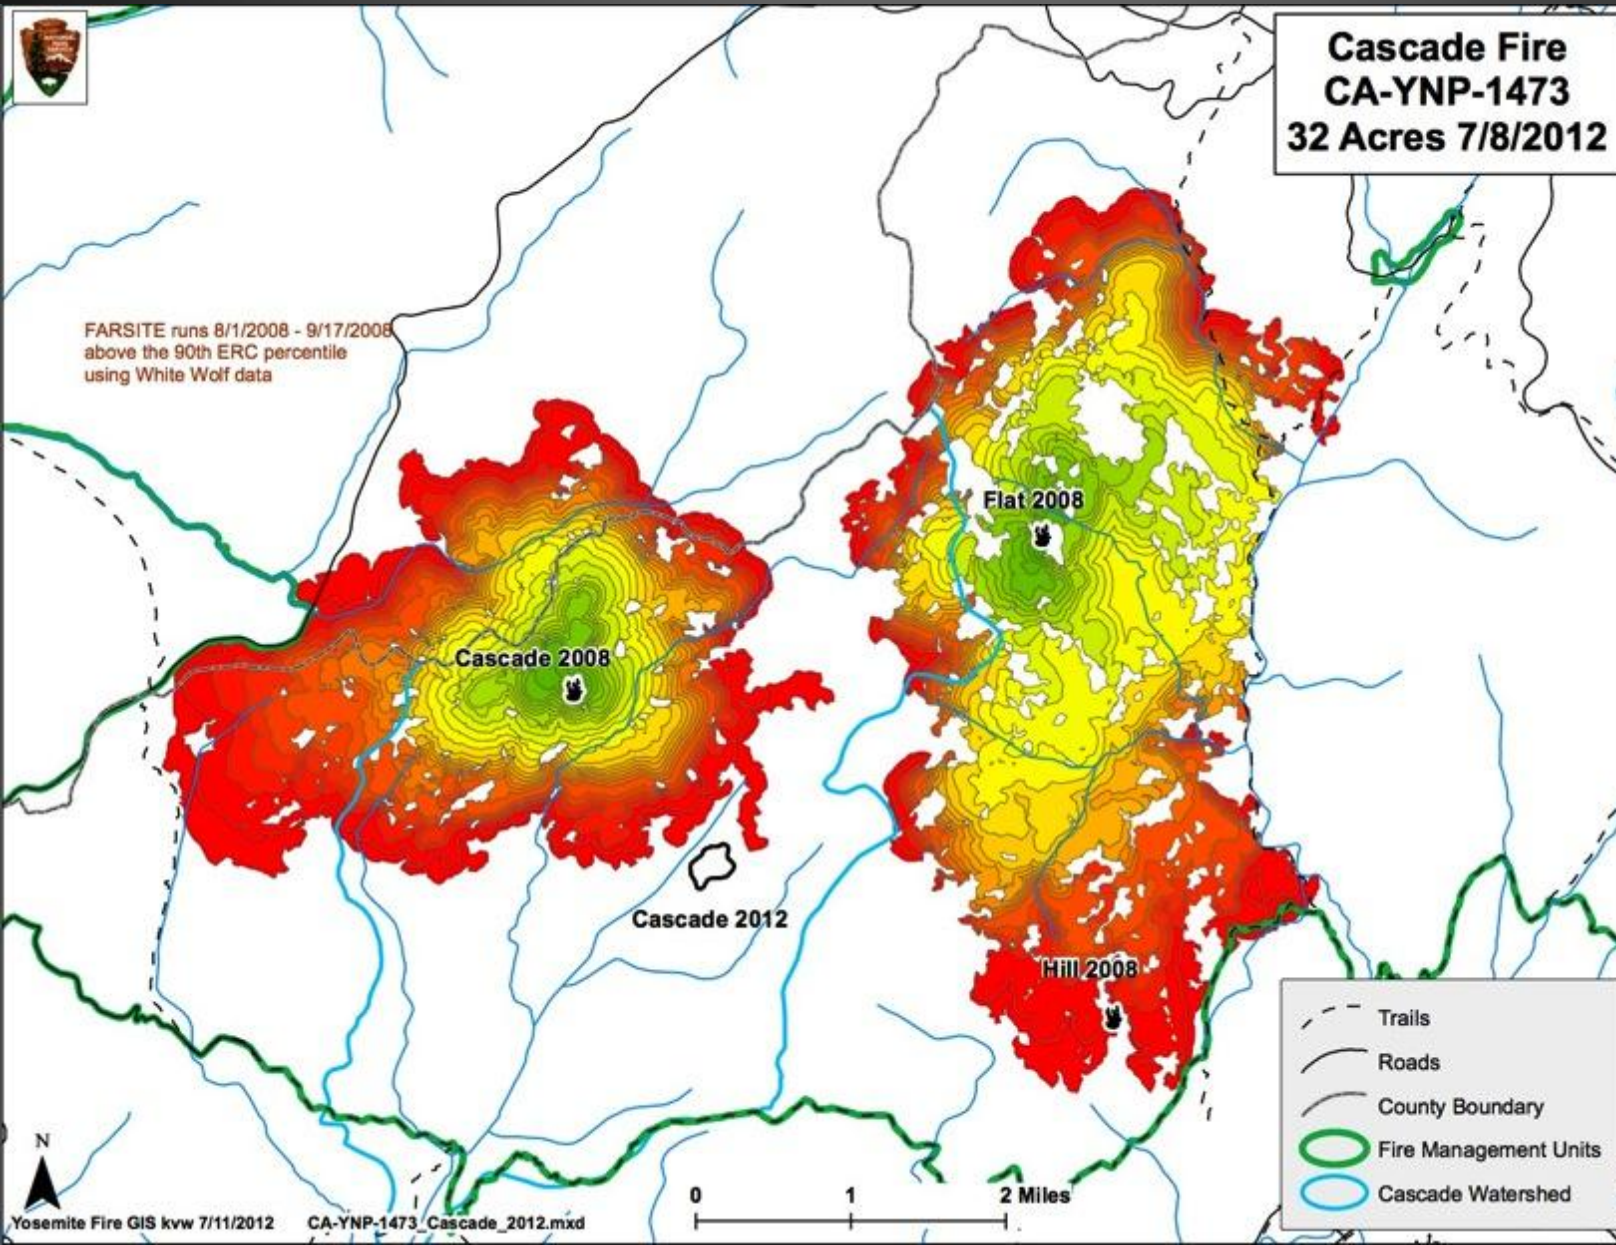 Cascade Fire
CA-YNP-1473
32 Acres 7/8/2012
FARSITE runs 8/1/2008 - 9/17/2008
above the 90th ERC percentile
using White Wolf data
Flat 2008
Cascade 2008
Cascade 2012
Hill 2008
Trails
Roads
County Boundary
Fire Management Units
Cascade Watershed
N
0 1 2 Miles
Yosemite Fire GIS kvw 7/11/2012 CA-YNP-1473_Cascade_2012.mxd